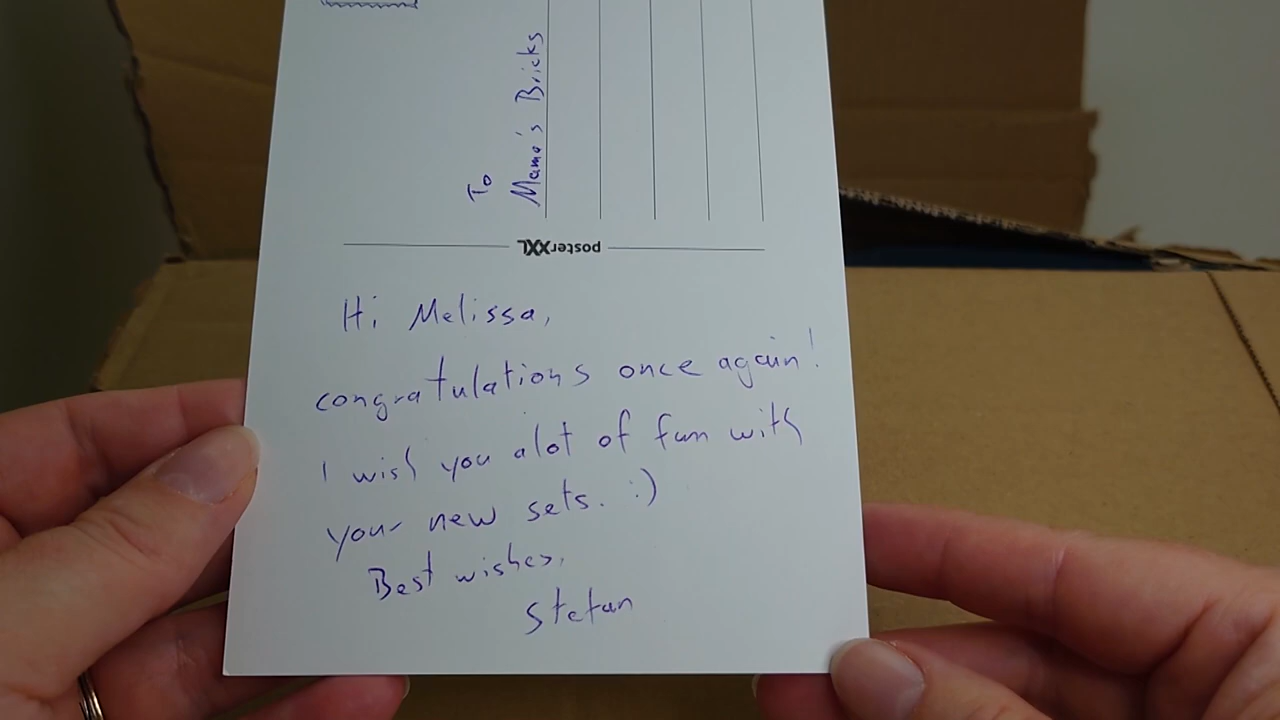 To
Mamo's Bricks
posterXXL
Hi Melissa,
congratulations once again!
I wish you alot of fun with
your new sets. :)
Best wishes,
Stefan